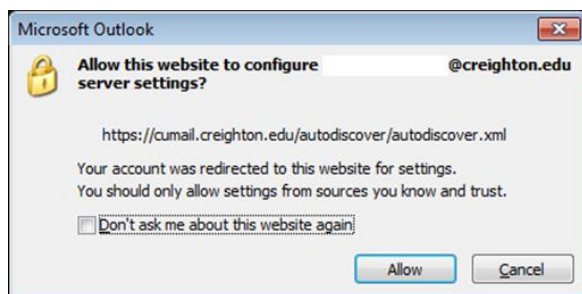 Microsoft Outlook
Allow this website to configure @creighton.edu
server settings?
https://cumail.creighton.edu/autodiscover/autodiscover.xml
Your account was redirected to this website for settings.
You should only allow settings from sources you know and trust.
Don't ask me about this website again
Allow Cancel